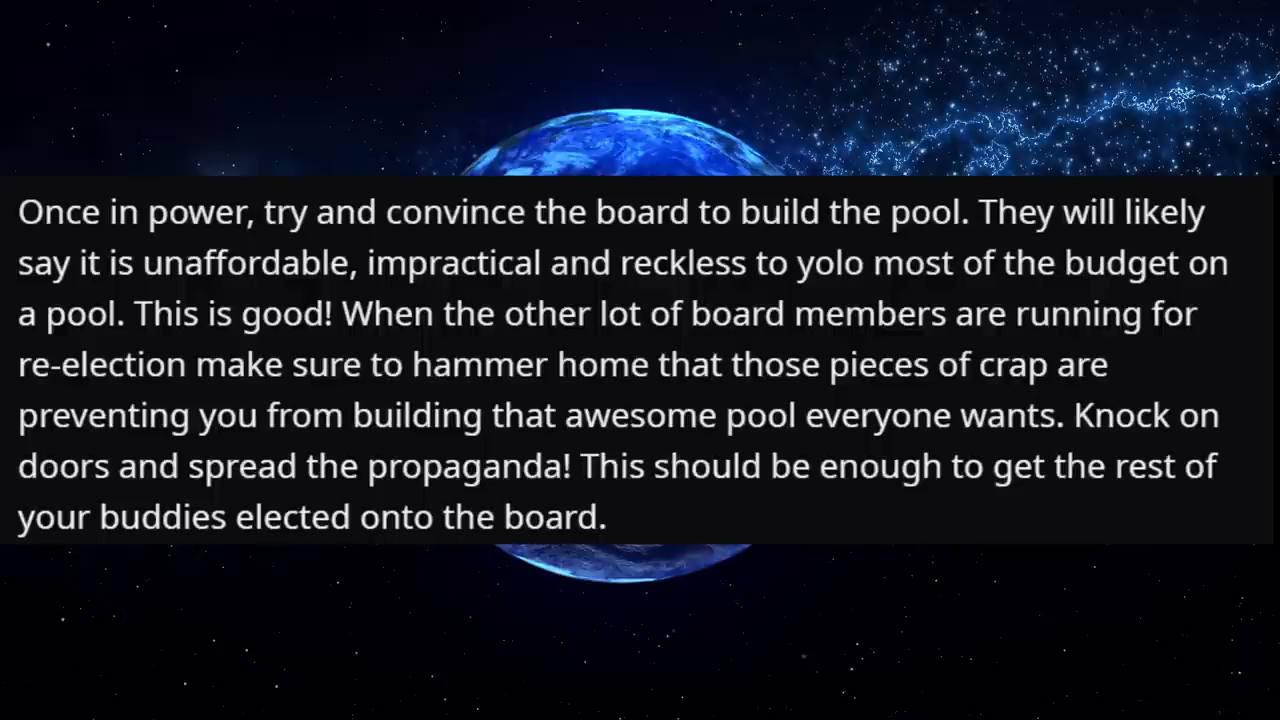 Once in power, try and convince the board to build the pool. They will likely
say it is unaffordable, impractical and reckless to yolo most of the budget on
a pool. This is good! When the other lot of board members are running for
re-election make sure to hammer home that those pieces of crap are
preventing you from building that awesome pool everyone wants. Knock on
doors and spread the propaganda! This should be enough to get the rest of
your buddies elected onto the board.